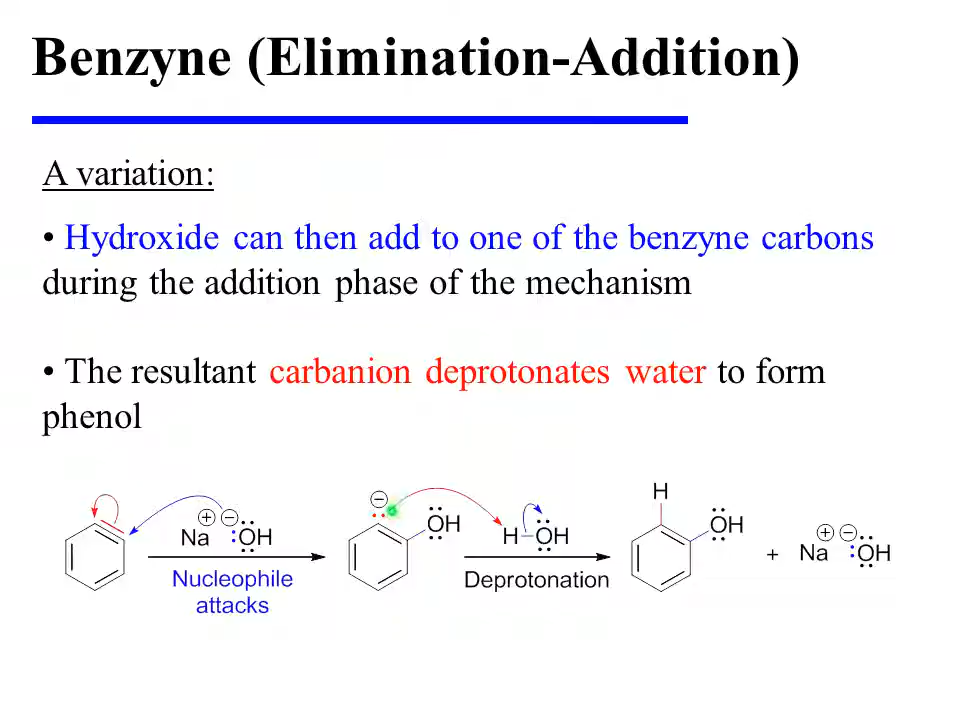 Benzyne (Elimination-Addition)
A variation:
• Hydroxide can then add to one of the benzyne carbons
during the addition phase of the mechanism
• The resultant carbanion deprotonates water to form
phenol
Na OH
Nucleophile
attacks
OH
H OH
Deprotonation
H
OH
+ Na OH